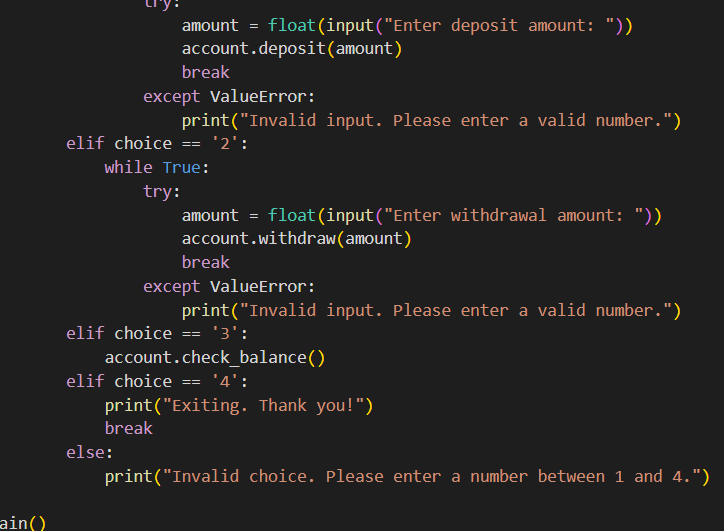 try:
amount = float(input("Enter deposit amount: "))
account.deposit(amount)
break
except ValueError:
print("Invalid input. Please enter a valid number.")
elif choice == '2':
while True:
try:
amount = float(input("Enter withdrawal amount: "))
account.withdraw(amount)
break
except ValueError:
print("Invalid input. Please enter a valid number.")
elif choice == '3':
account.check_balance()
elif choice == '4':
print("Exiting. Thank you!")
break
else:
print("Invalid choice. Please enter a number between 1 and 4.")
ain()